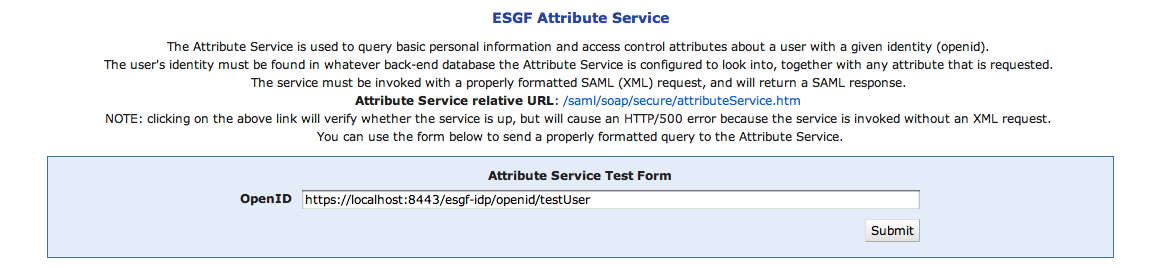 ESGF Attribute Service
The Attribute Service is used to query basic personal information and access control attributes about a user with a given identity (openid).
The user's identity must be found in whatever back-end database the Attribute Service is configured to look into, together with any attribute that is requested.
The service must be invoked with a properly formatted SAML (XML) request, and will return a SAML response.
Attribute Service relative URL: /saml/soap/secure/attributeService.htm
NOTE: clicking on the above link will verify whether the service is up, but will cause an HTTP/500 error because the service is invoked without an XML request.
You can use the form below to send a properly formatted query to the Attribute Service.
Attribute Service Test Form
OpenID https://localhost:8443/esgf-idp/openid/testUser
Submit